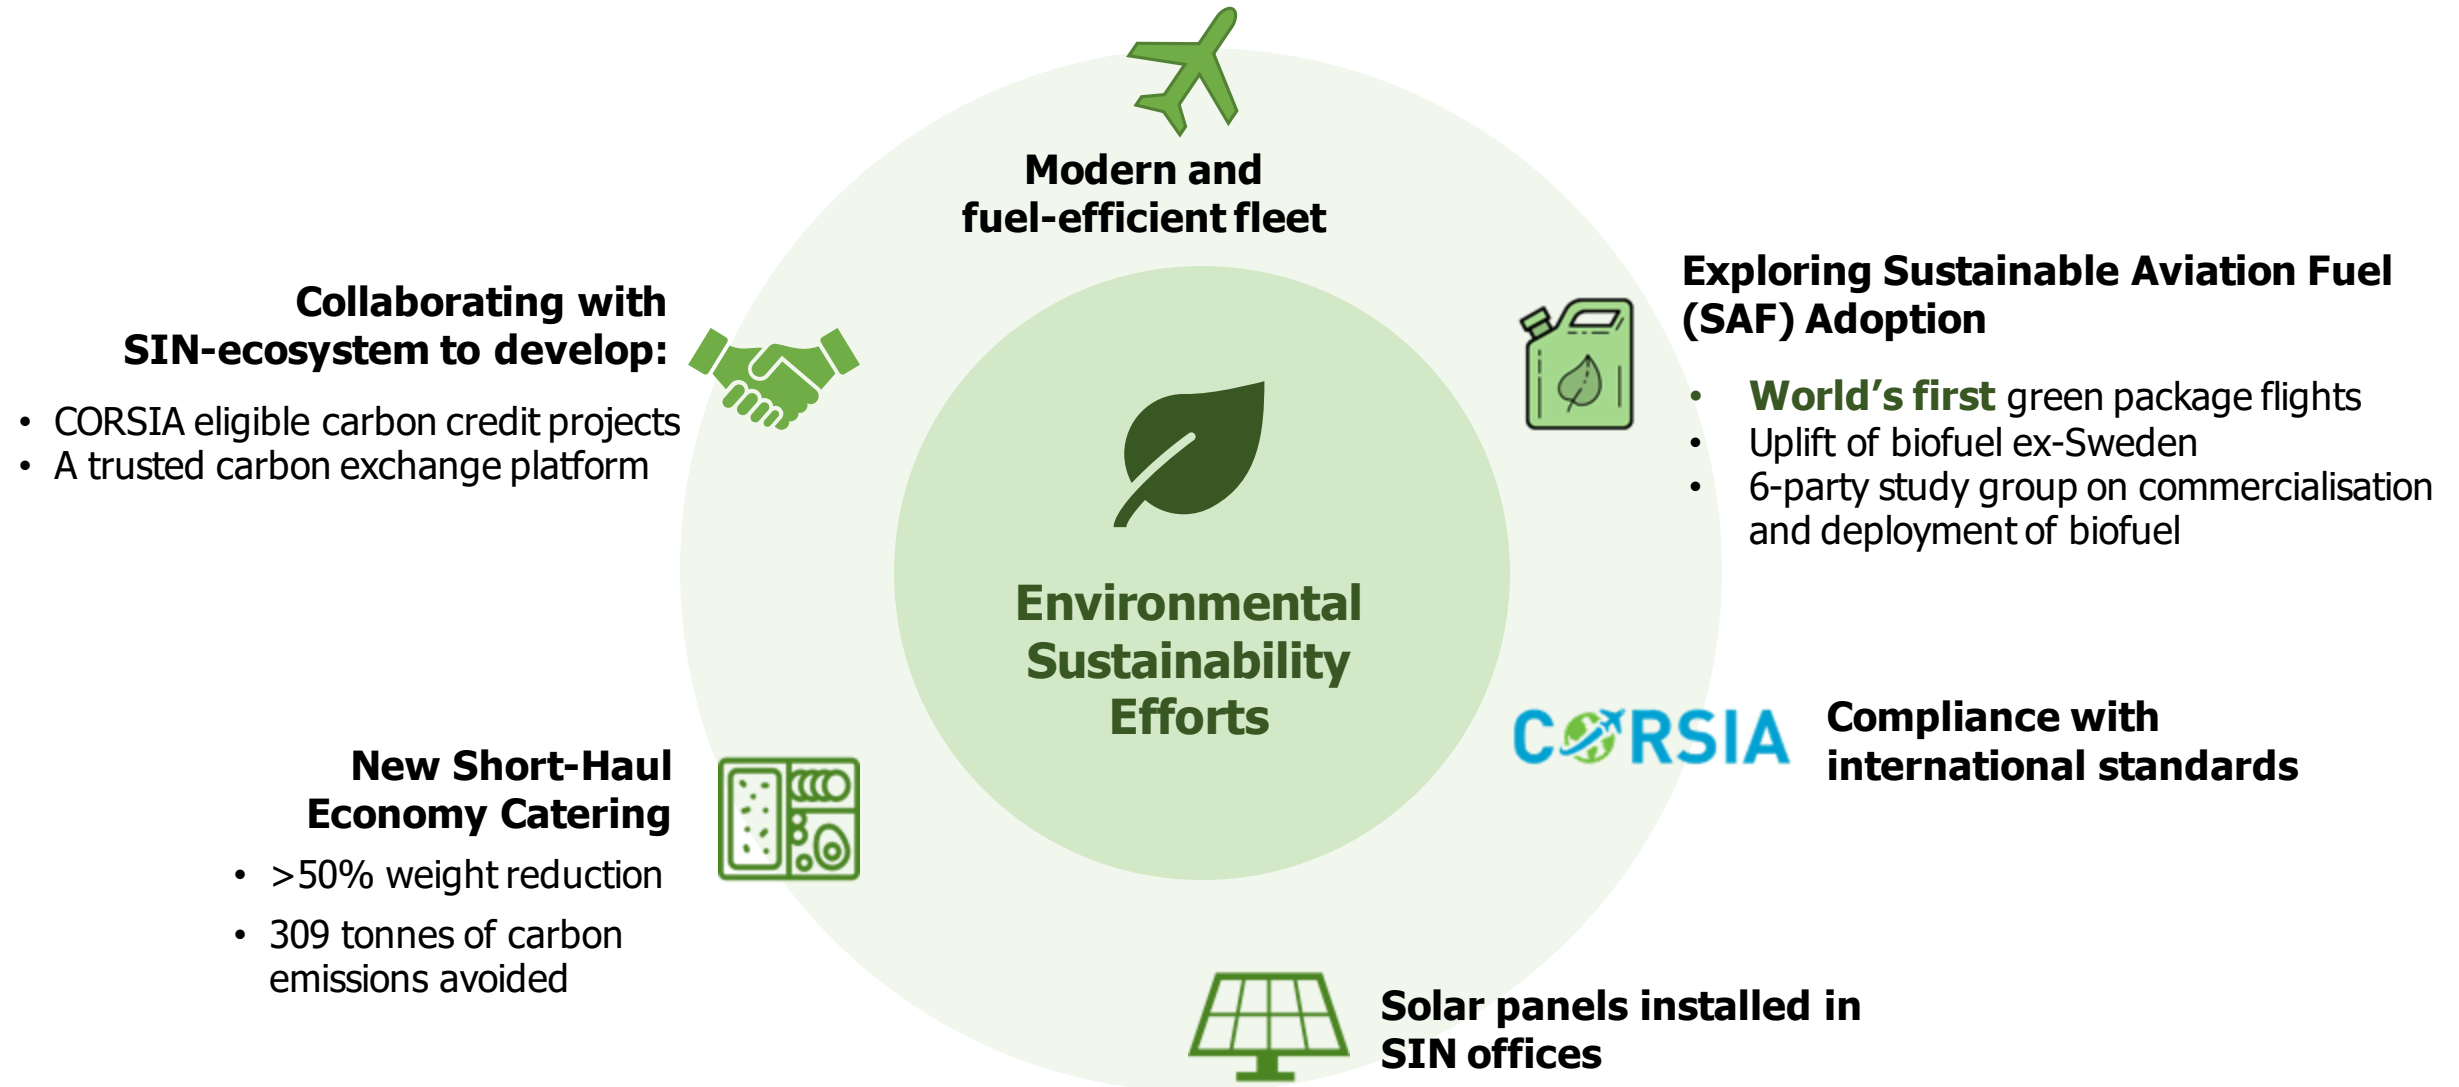 Modern and
fuel-efficient fleet
Collaborating with
SIN-ecosystem to develop:
• CORSIA eligible carbon credit projects
• A trusted carbon exchange platform
Exploring Sustainable Aviation Fuel
(SAF) Adoption
• World’s first green package flights
• Uplift of biofuel ex-Sweden
• 6-party study group on commercialisation
and deployment of biofuel
Environmental
Sustainability
Efforts
CORSIA
Compliance with
international standards
New Short-Haul
Economy Catering
• >50% weight reduction
• 309 tonnes of carbon
emissions avoided
Solar panels installed in
SIN offices